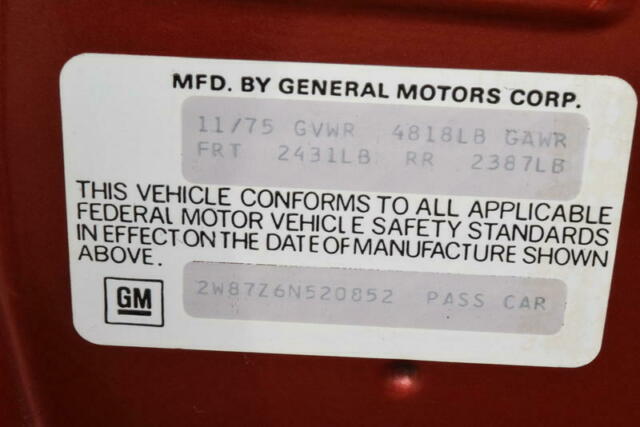 MFD. BY GENERAL MOTORS CORP.
11/75 GVWR 4818LB GAWR
FRT 2431LB RR 2387LB
THIS VEHICLE CONFORMS TO ALL APPLICABLE
FEDERAL MOTOR VEHICLE SAFETY STANDARDS
IN EFFECT ON THE DATE OF MANUFACTURE SHOWN
ABOVE.
GM
2W87Z6N520852 PASS CAR